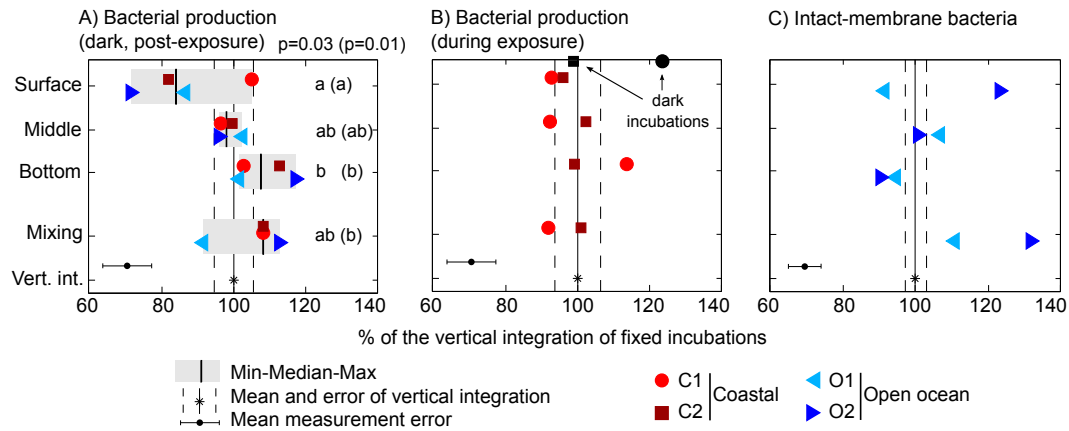 A) Bacterial production
(dark, post-exposure) p=0.03 (p=0.01)
B) Bacterial production
(during exposure)
C) Intact-membrane bacteria
Surface
Middle
Bottom
Mixing
Vert. int.
a (a)
ab (ab)
b (b)
ab (b)
dark
incubations
60 80 100 120 140
60 80 100 120 140
60 80 100 120 140
% of the vertical integration of fixed incubations
Min-Median-Max
Mean and error of vertical integration
Mean measurement error
C1
C2
Coastal
O1
O2
Open ocean